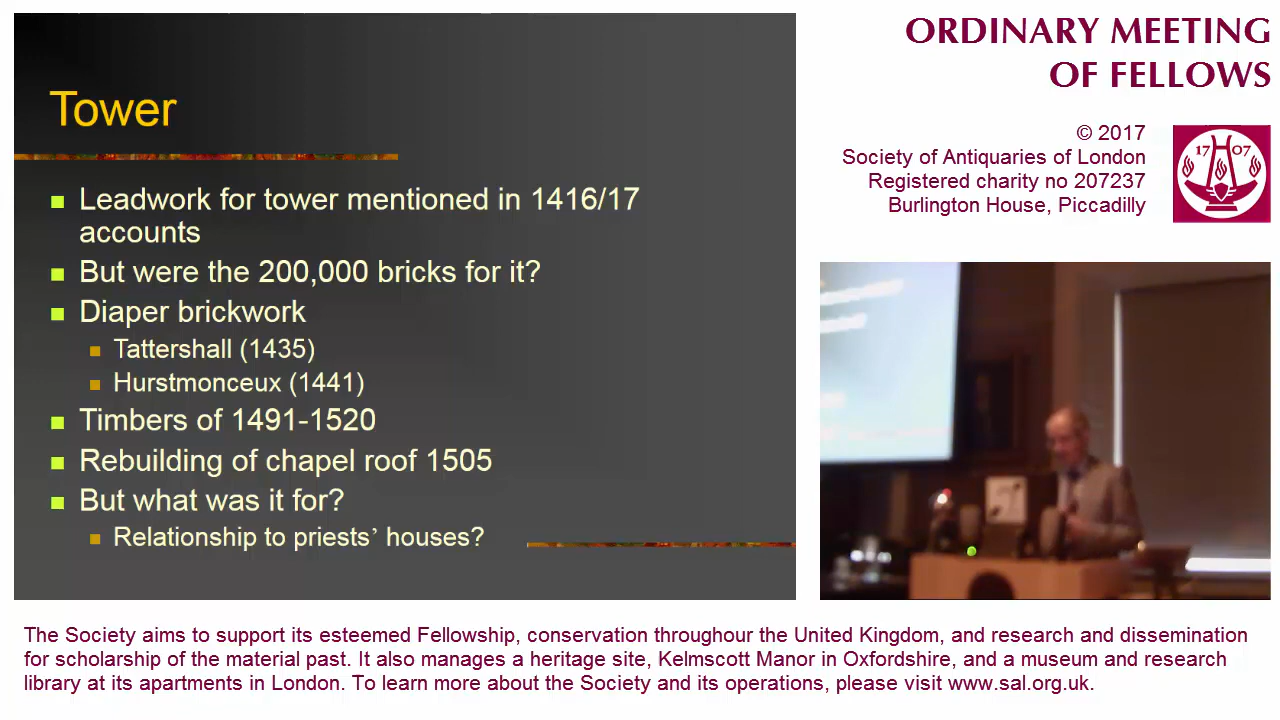 Tower
Leadwork for tower mentioned in 1416/17
accounts
But were the 200,000 bricks for it?
Diaper brickwork
Tattershall (1435)
Hurstmonceux (1441)
Timbers of 1491-1520
Rebuilding of chapel roof 1505
But what was it for?
Relationship to priests’ houses?
ORDINARY MEETING
OF FELLOWS
© 2017
Society of Antiquaries of London
Registered charity no 207237
Burlington House, Piccadilly
17 07
The Society aims to support its esteemed Fellowship, conservation throughour the United Kingdom, and research and dissemination
for scholarship of the material past. It also manages a heritage site, Kelmscott Manor in Oxfordshire, and a museum and research
library at its apartments in London. To learn more about the Society and its operations, please visit www.sal.org.uk.